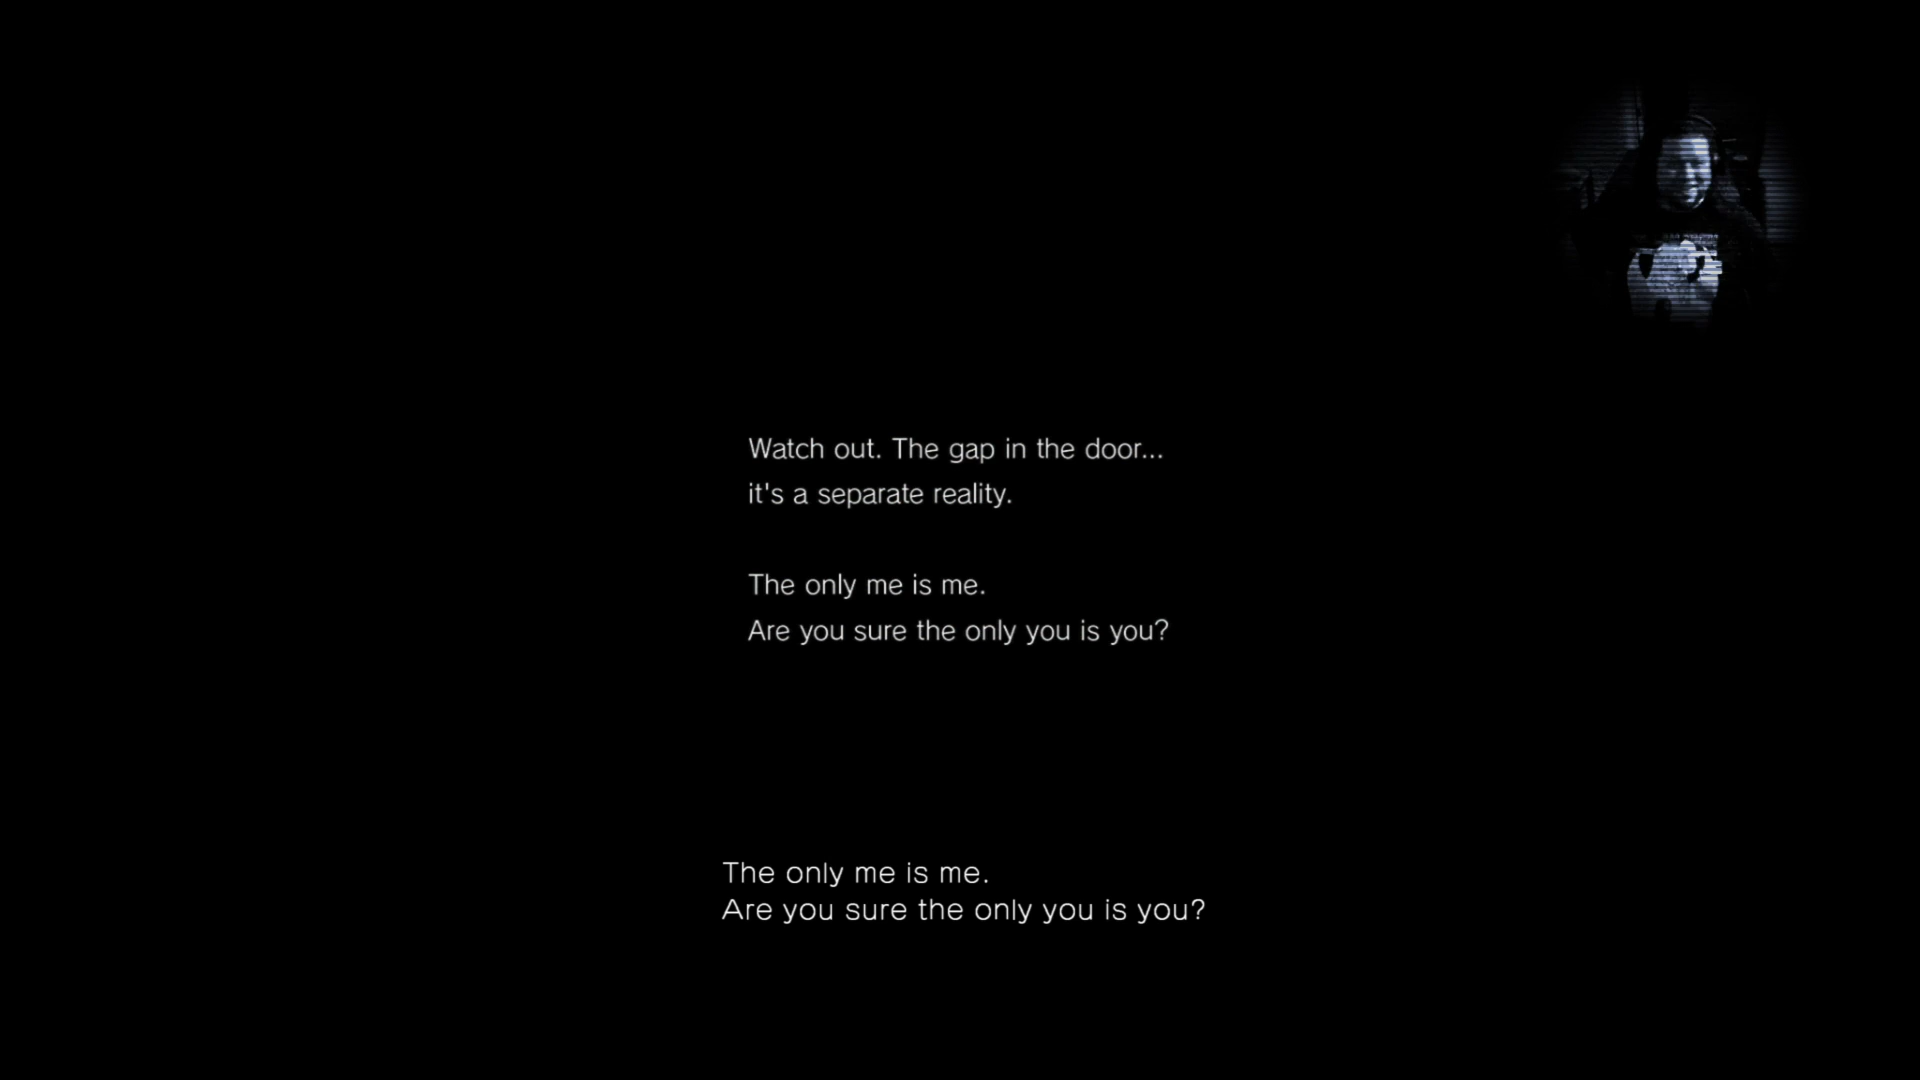 Watch out. The gap in the door...
it's a separate reality.
The only me is me.
Are you sure the only you is you?
The only me is me.
Are you sure the only you is you?